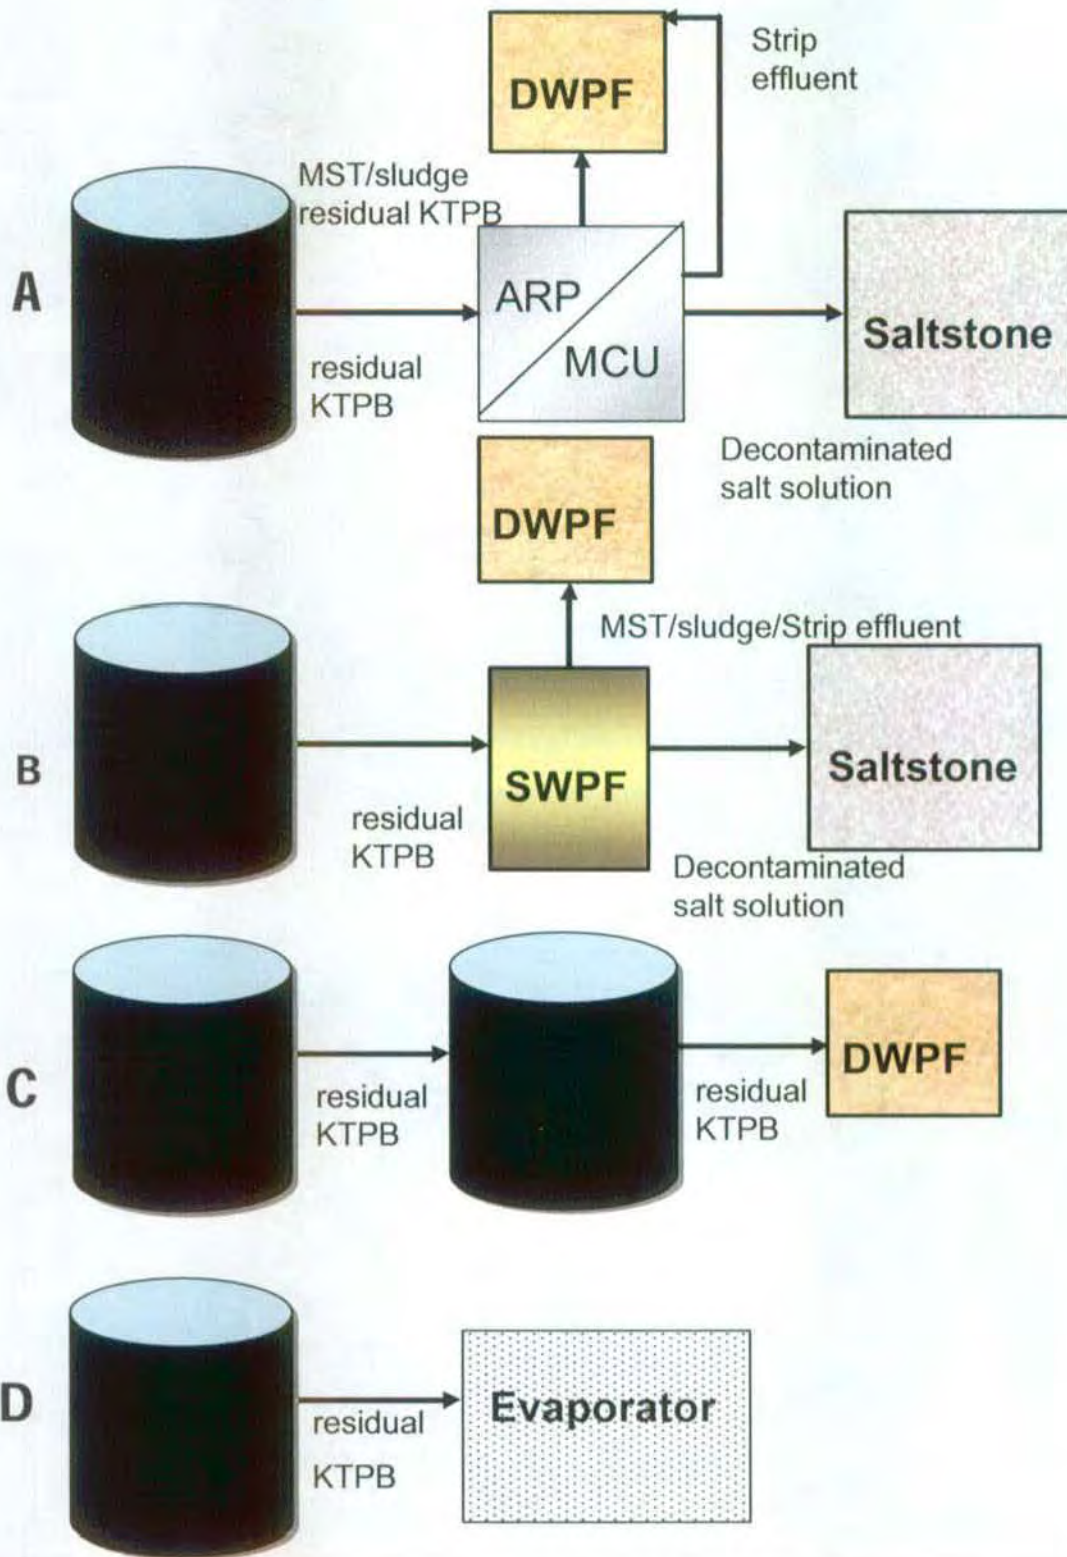 Strip
effluent
DWPF
MST/sludge
residual KTPB
A
ARP
MCU
Saltstone
residual
KTPB
Decontaminated
salt solution
DWPF
MST/sludge/Strip effluent
B
SWPF
Saltstone
residual
KTPB
Decontaminated
salt solution
C
DWPF
residual
KTPB
residual
KTPB
D
Evaporator
residual
KTPB